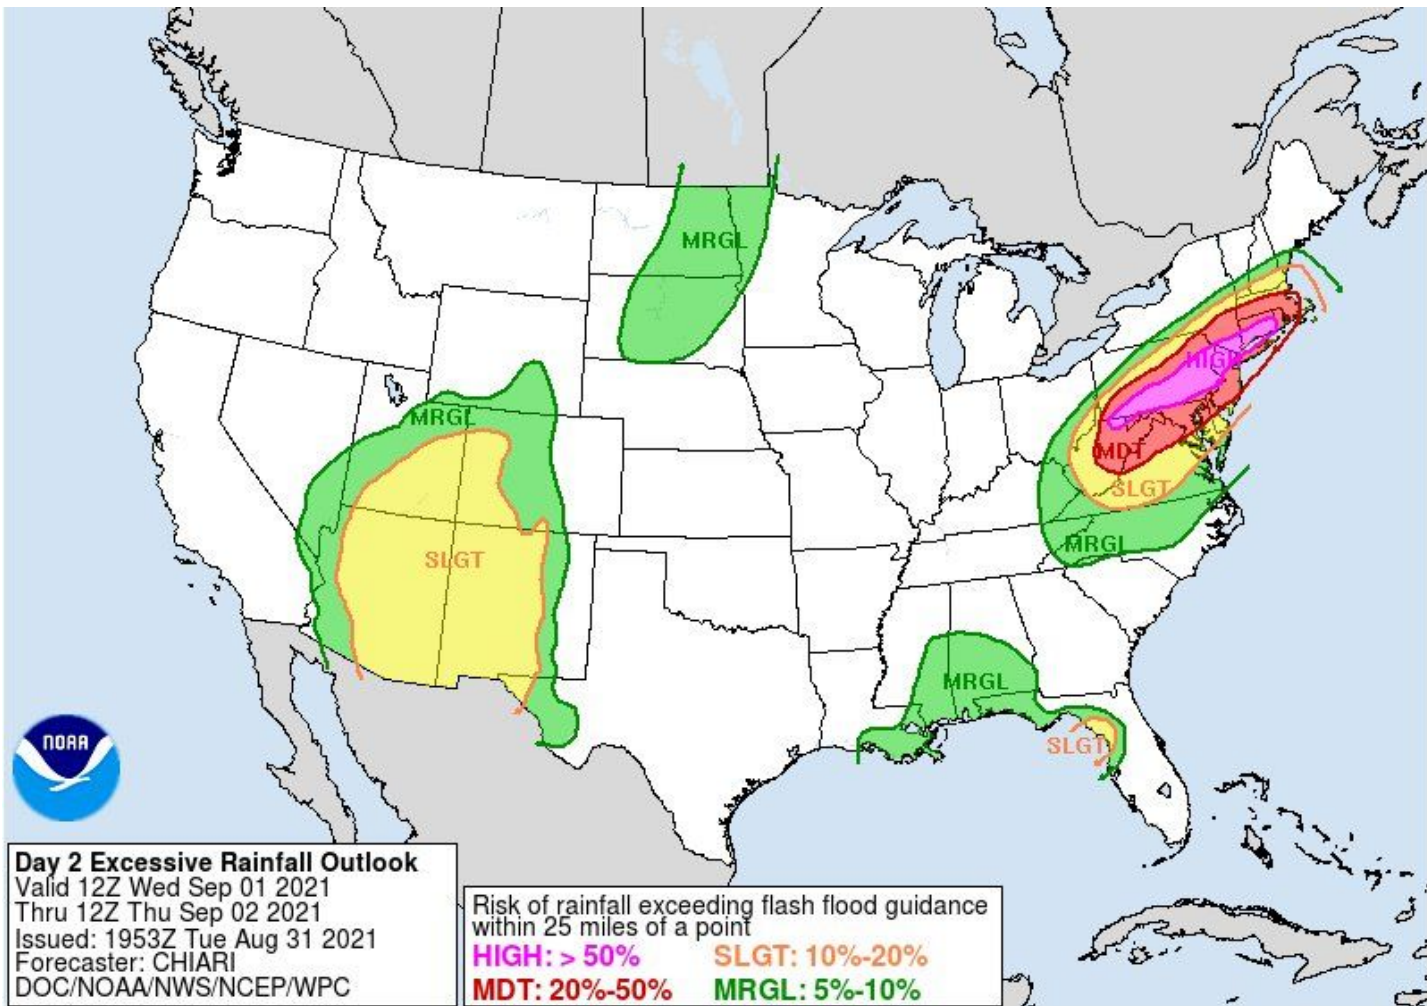 MRGL
MRGL
HIGH
MDT
SLGT
MRGL
SLGT
MRGL
SLGT
NOAA
Day 2 Excessive Rainfall Outlook
Valid 12Z Wed Sep 01 2021
Thru 12Z Thu Sep 02 2021
Issued: 1953Z Tue Aug 31 2021
Forecaster: CHIARI
DOC/NOAA/NWS/NCEP/WPC
Risk of rainfall exceeding flash flood guidance
within 25 miles of a point
HIGH: > 50% SLGT: 10%-20%
MDT: 20%-50% MRGL: 5%-10%